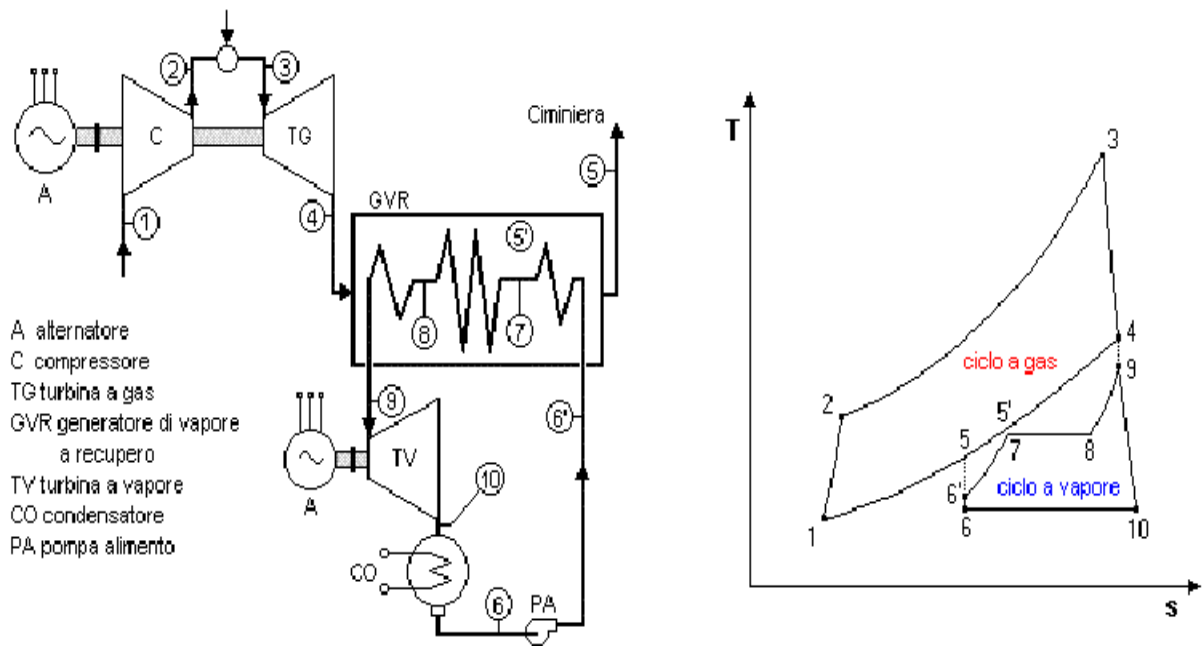 2
3
C
TG
A
1
4
Ciminiera
5
GVR
5'
8
7
A alternatore
C compressore
TG turbina a gas
GVR generatore di vapore
a recupero
TV turbina a vapore
CO condensatore
PA pompa alimento
9
6'
TV
A
10
CO
6
PA
T
3
4
ciclo a gas
9
2
5'
5
7
8
6'
ciclo a vapore
1
6
10
s